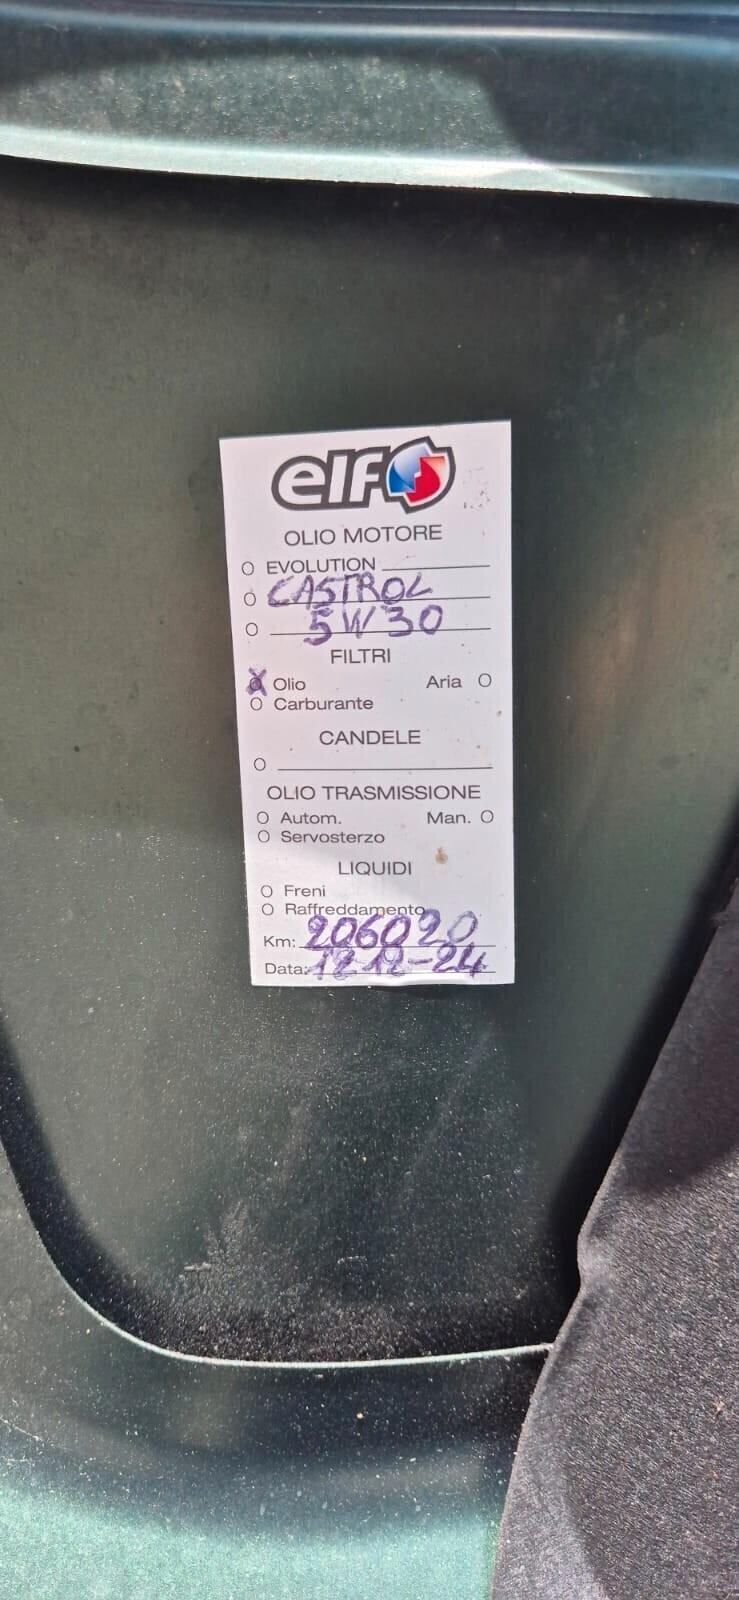 elf
OLIO MOTORE
EVOLUTION
CASTROL
5W30
FILTRI
Olio Aria
Carburante
CANDELE
OLIO TRASMISSIONE
Autom. Man.
Servosterzo
LIQUIDI
Freni
Raffreddamento
Km: 206020
Data: 12 12-24